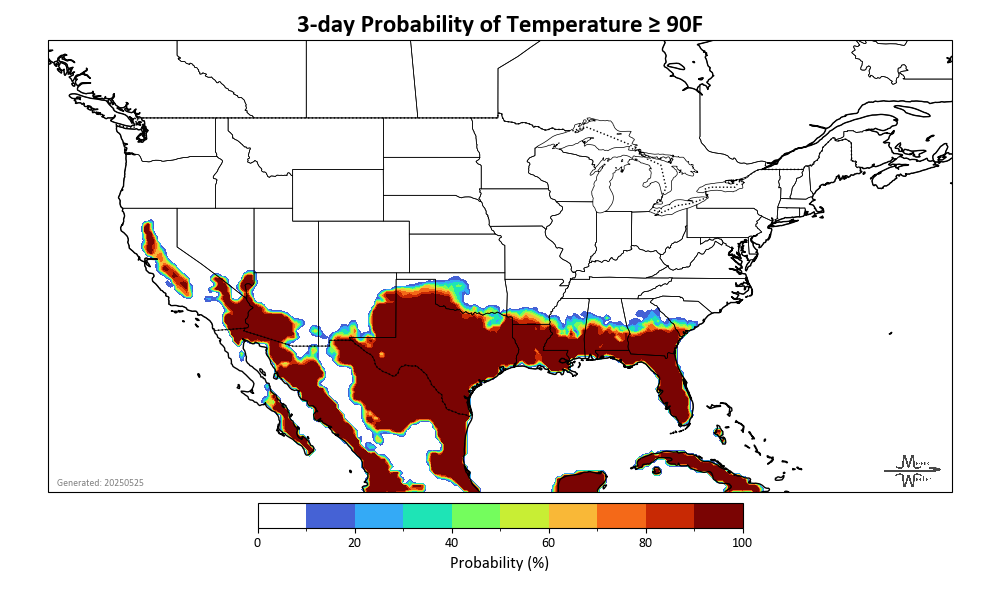 3-day Probability of Temperature ≥ 90F
Generated: 20250525
0 20 40 60 80 100
Probability (%)